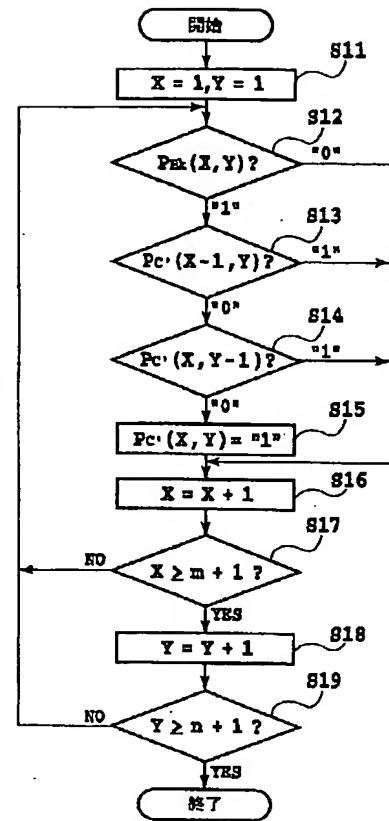 開始
S11
X = 1, Y = 1
S12
PBk(X,Y)?
"0"
"1"
S13
PC'(X-1,Y)?
"1"
"0"
S14
PC'(X,Y-1)?
"1"
"0"
S15
PC'(X,Y)= "1"
S16
X = X + 1
S17
X ≥ m + 1 ?
NO
YES
S18
Y = Y + 1
S19
Y ≥ n + 1 ?
NO
YES
終了